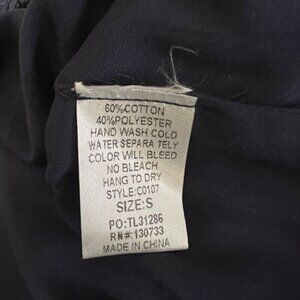 60%COTTON
40%POLYESTER
HAND WASH COLD
WATER SEPARA TELY
COLOR WILL BLEED
NO BLEACH
HANG TO DRY
STYLE:C0107
SIZE:S
PO:TL31286
RN#:130733
MADE IN CHINA